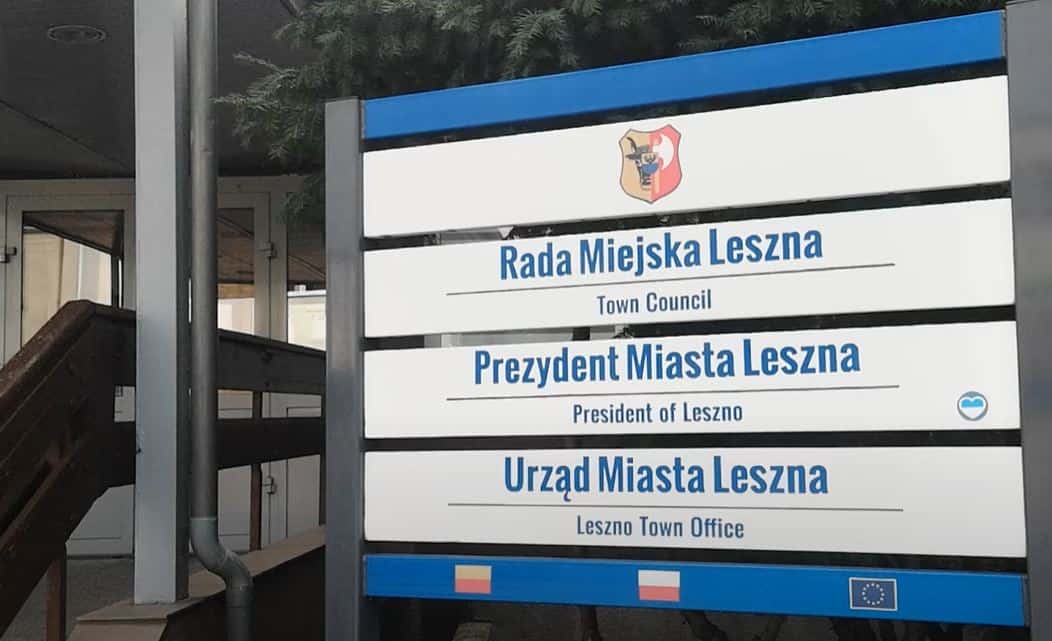 Rada Miejska Leszna
Town Council
Prezydent Miasta Leszna
President of Leszno
Urząd Miasta Leszna
Leszno Town Office